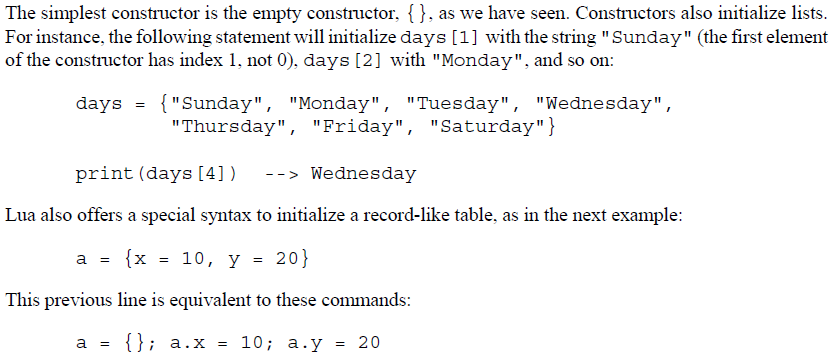 The simplest constructor is the empty constructor, {}, as we have seen. Constructors also initialize lists.
For instance, the following statement will initialize days[1] with the string "Sunday" (the first element
of the constructor has index 1, not 0), days[2] with "Monday", and so on:
days = {"Sunday", "Monday", "Tuesday", "Wednesday",
"Thursday", "Friday", "Saturday"}
print(days[4]) --> Wednesday
Lua also offers a special syntax to initialize a record-like table, as in the next example:
a = {x = 10, y = 20}
This previous line is equivalent to these commands:
a = {}; a.x = 10; a.y = 20